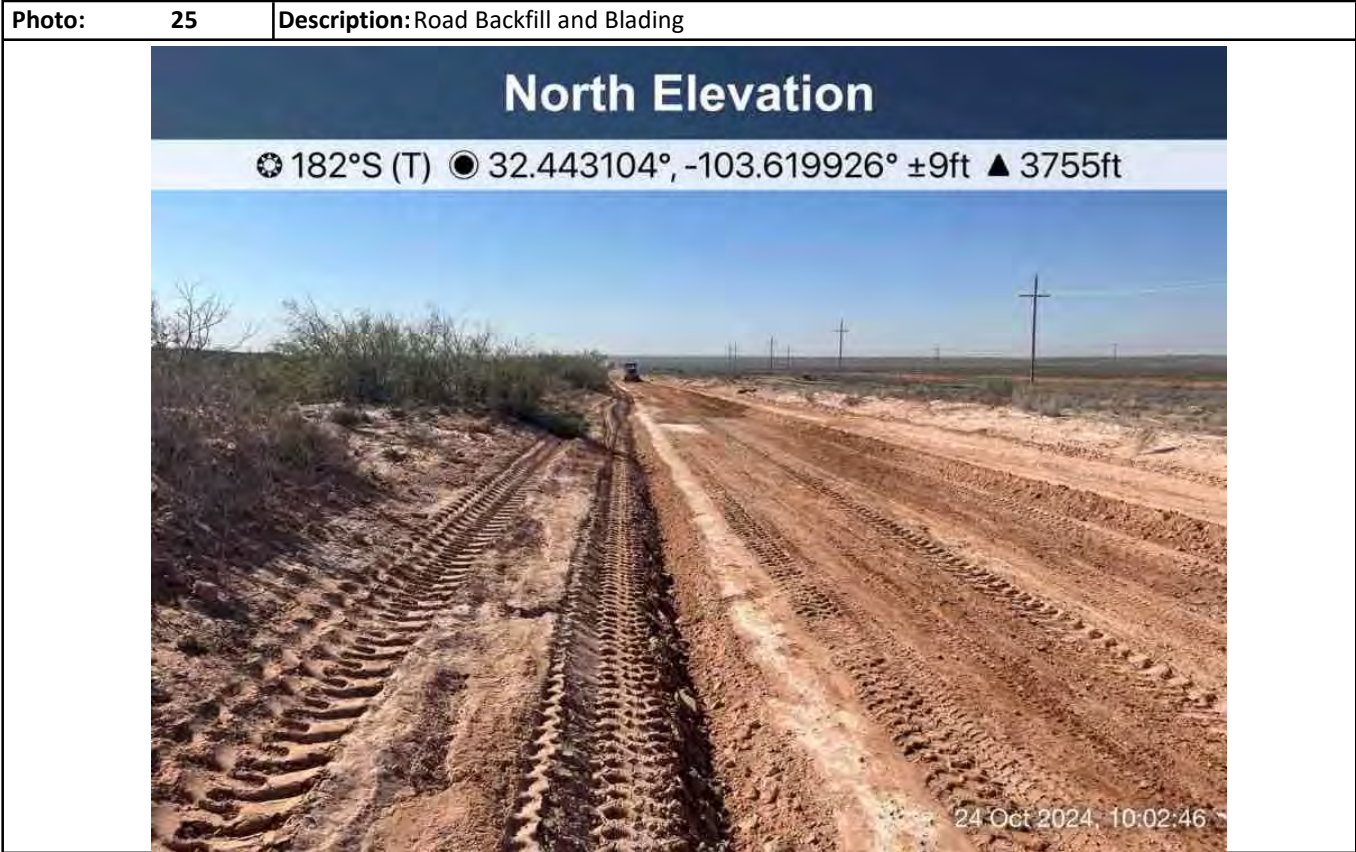 Photo: 25 Description: Road Backfill and Blading
North Elevation
182°S (T) 32.443104°, -103.619926° ±9ft ▲ 3755ft
24 Oct 2024, 10:02:46